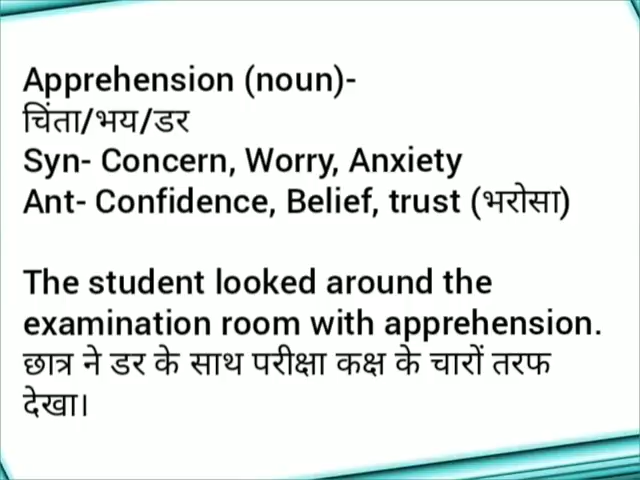 Apprehension (noun)-
चिंता/भय/डर
Syn- Concern, Worry, Anxiety
Ant- Confidence, Belief, trust (भरोसा)
The student looked around the
examination room with apprehension.
छात्र ने डर के साथ परीक्षा कक्ष के चारों तरफ
देखा।